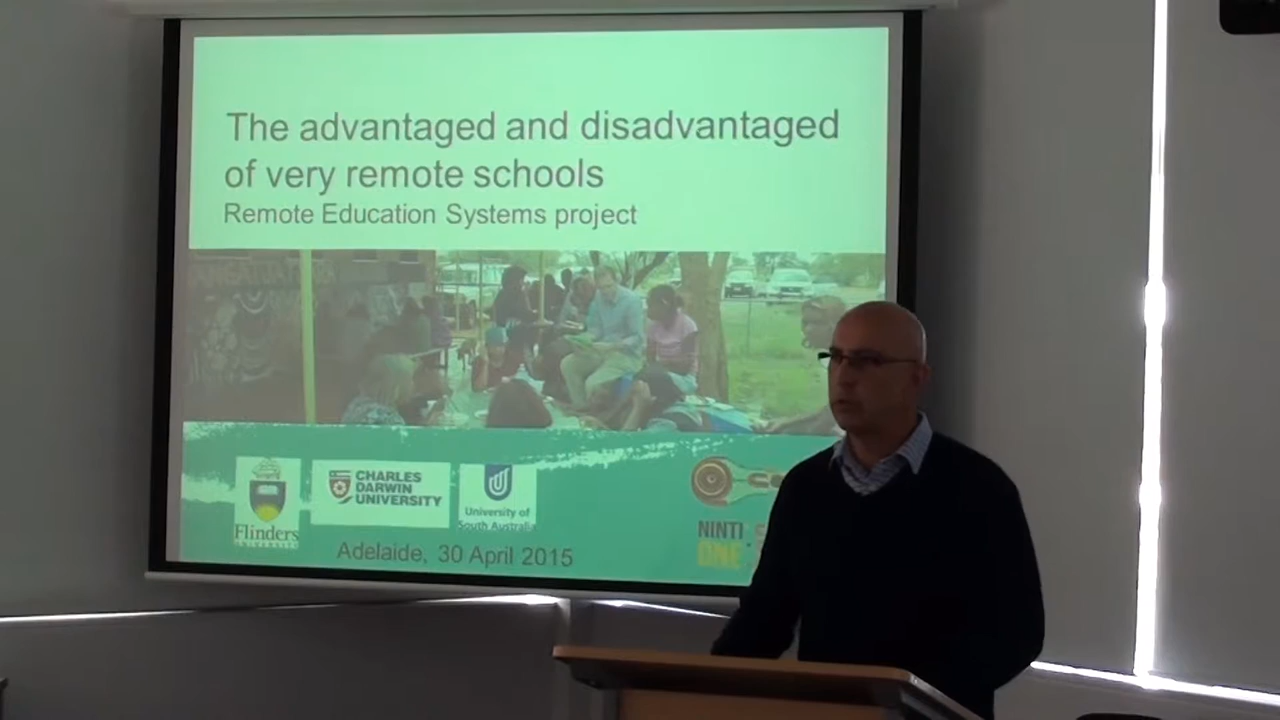 The advantaged and disadvantaged
of very remote schools
Remote Education Systems project
Flinders
UNIVERSITY
CHARLES
DARWIN
UNIVERSITY
University of
South Australia
NINTI
ONE
Adelaide, 30 April 2015